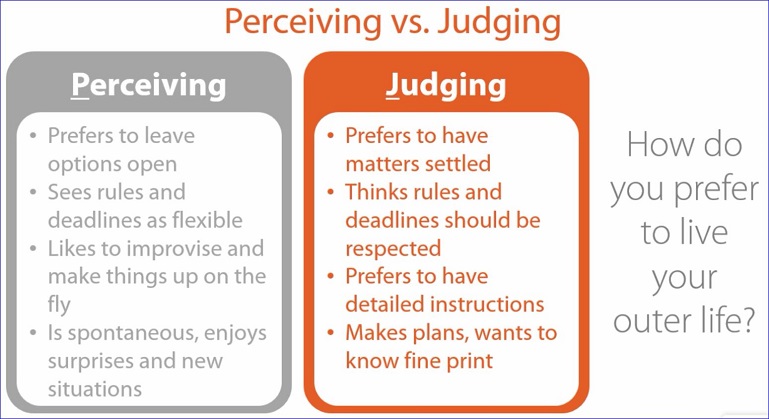 Perceiving vs. Judging
Perceiving
• Prefers to leave
options open
• Sees rules and
deadlines as flexible
• Likes to improvise and
make things up on the
fly
• Is spontaneous, enjoys
surprises and new
situations
Judging
• Prefers to have
matters settled
• Thinks rules and
deadlines should be
respected
• Prefers to have
detailed instructions
• Makes plans, wants to
know fine print
How do
you prefer
to live
your
outer life?